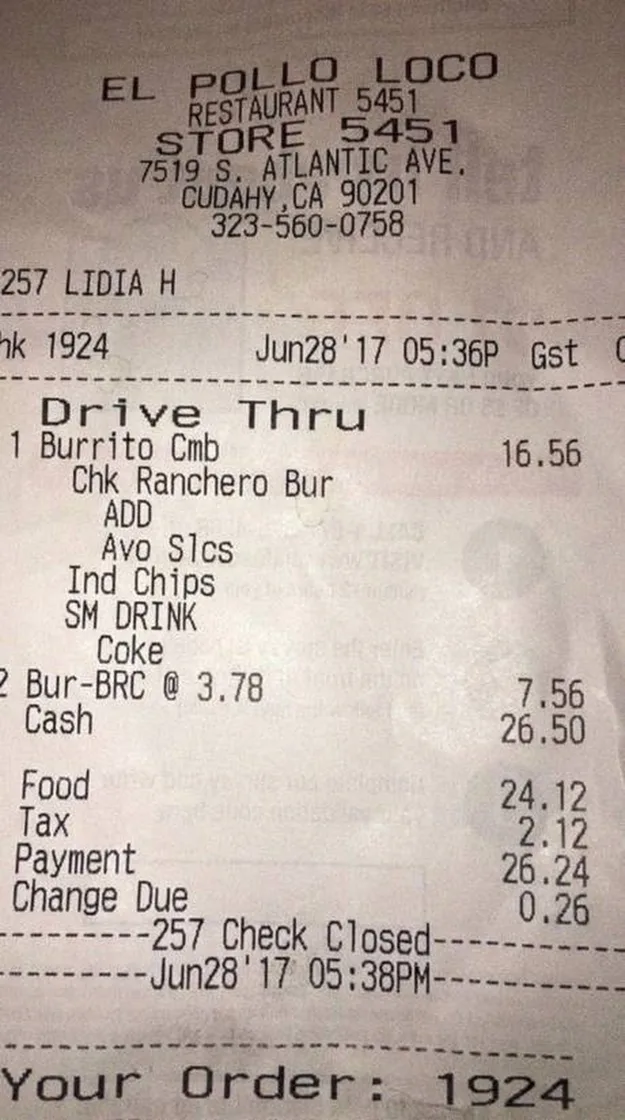 EL POLLO LOCO
RESTAURANT 5451
STORE 5451
7519 S. ATLANTIC AVE.
CUDAHY,CA 90201
323-560-0758
257 LIDIA H
hk 1924 Jun28'17 05:36P Gst
Drive Thru
1 Burrito Cmb 16.56
Chk Ranchero Bur
ADD
Avo Slcs
Ind Chips
SM DRINK
Coke
2 Bur-BRC @ 3.78 7.56
Cash 26.50
Food 24.12
Tax 2.12
Payment 26.24
Change Due 0.26
---------257 Check Closed---------
---------Jun28'17 05:38PM---------
Your Order: 1924